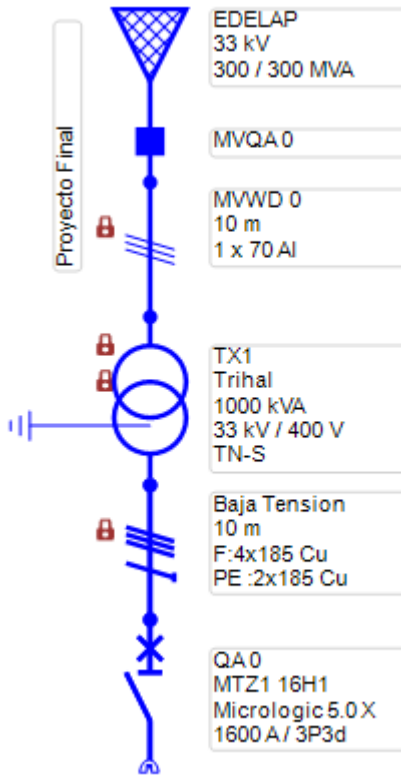 EDELAP
33 kV
300 / 300 MVA
Proyecto Final
MVQA 0
MVWD 0
10 m
1 x 70 Al
TX1
Trihal
1000 kVA
33 kV / 400 V
TN-S
Baja Tension
10 m
F:4x185 Cu
PE :2x185 Cu
QA 0
MTZ1 16H1
Micrologic 5.0 X
1600 A / 3P3d